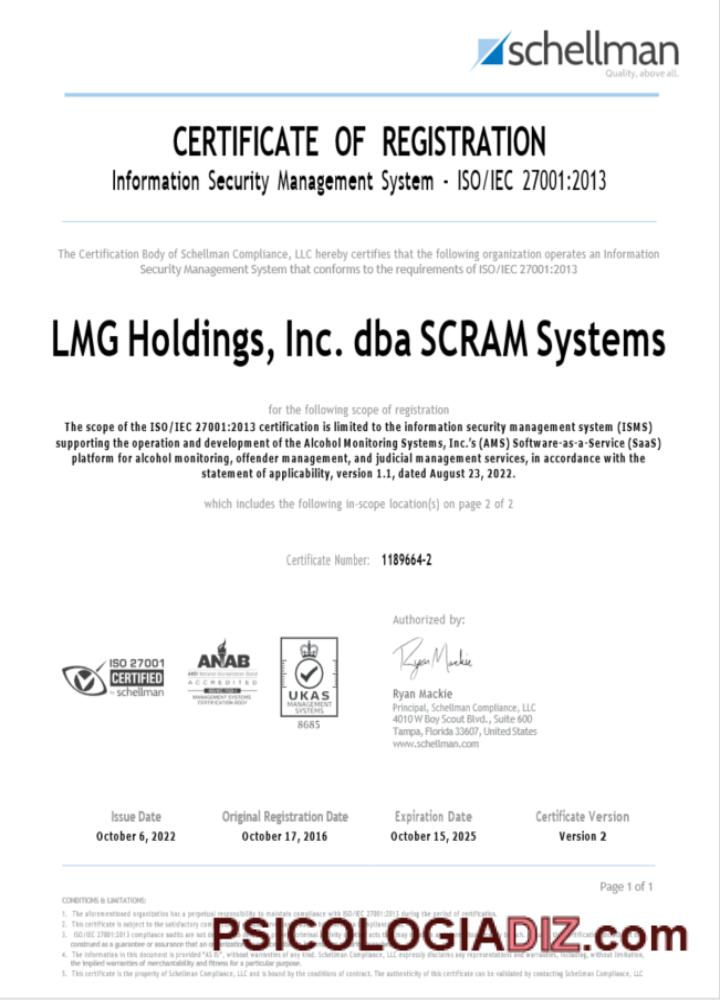 schellman
Quality, above all.
CERTIFICATE OF REGISTRATION
Information Security Management System - ISO/IEC 27001:2013
The Certification Body of Schellman Compliance, LLC hereby certifies that the following organization operates an Information
Security Management System that conforms to the requirements of ISO/IEC 27001:2013
LMG Holdings, Inc. dba SCRAM Systems
for the following scope of registration
The scope of the ISO/IEC 27001:2013 certification is limited to the information security management system (ISMS)
supporting the operation and development of the Alcohol Monitoring Systems, Inc.'s (AMS) Software-as-a-Service (SaaS)
platform for alcohol monitoring, offender management, and judicial management services, in accordance with the
statement of applicability, version 1.1, dated August 23, 2022.
which includes the following in-scope location(s) on page 2 of 2
Certificate Number: 1189664-2
Authorized by:
Ryan Mackie
ISO 27001
CERTIFIED
by schellman
ANAB
ACCREDITED
MANAGEMENT SYSTEMS
CERTIFICATION BODY
UKAS
MANAGEMENT
SYSTEMS
8685
Ryan Mackie
Principal, Schellman Compliance, LLC
4010 W Boy Scout Blvd., Suite 600
Tampa, Florida 33607, United States
www.schellman.com
Issue Date Original Registration Date Expiration Date Certificate Version
October 6, 2022 October 17, 2016 October 15, 2025 Version 2
Page 1 of 1
CONDITIONS & LIMITATIONS:
1. The aforementioned organization has a perpetual responsibility to maintain compliance with ISO/IEC 27001:2013 during the period of certification.
2. This certificate is subject to the satisfactory
3. ISO/IEC 27001:2013 compliance audits are not
construed as a guarantee or assurance that an
4. The information in this document is provided "AS IS", without warranties of any kind. Schellman Compliance, LLC expressly disclaims any representations and warranties, including, without limitation,
the implied warranties of merchantability and fitness for a particular purpose.
5. This certificate is the property of Schellman Compliance, LLC and is bound by the conditions of contract. The authenticity of this certificate can be validated by contacting Schellman Compliance, LLC
PSICOLOGIADIZ.com